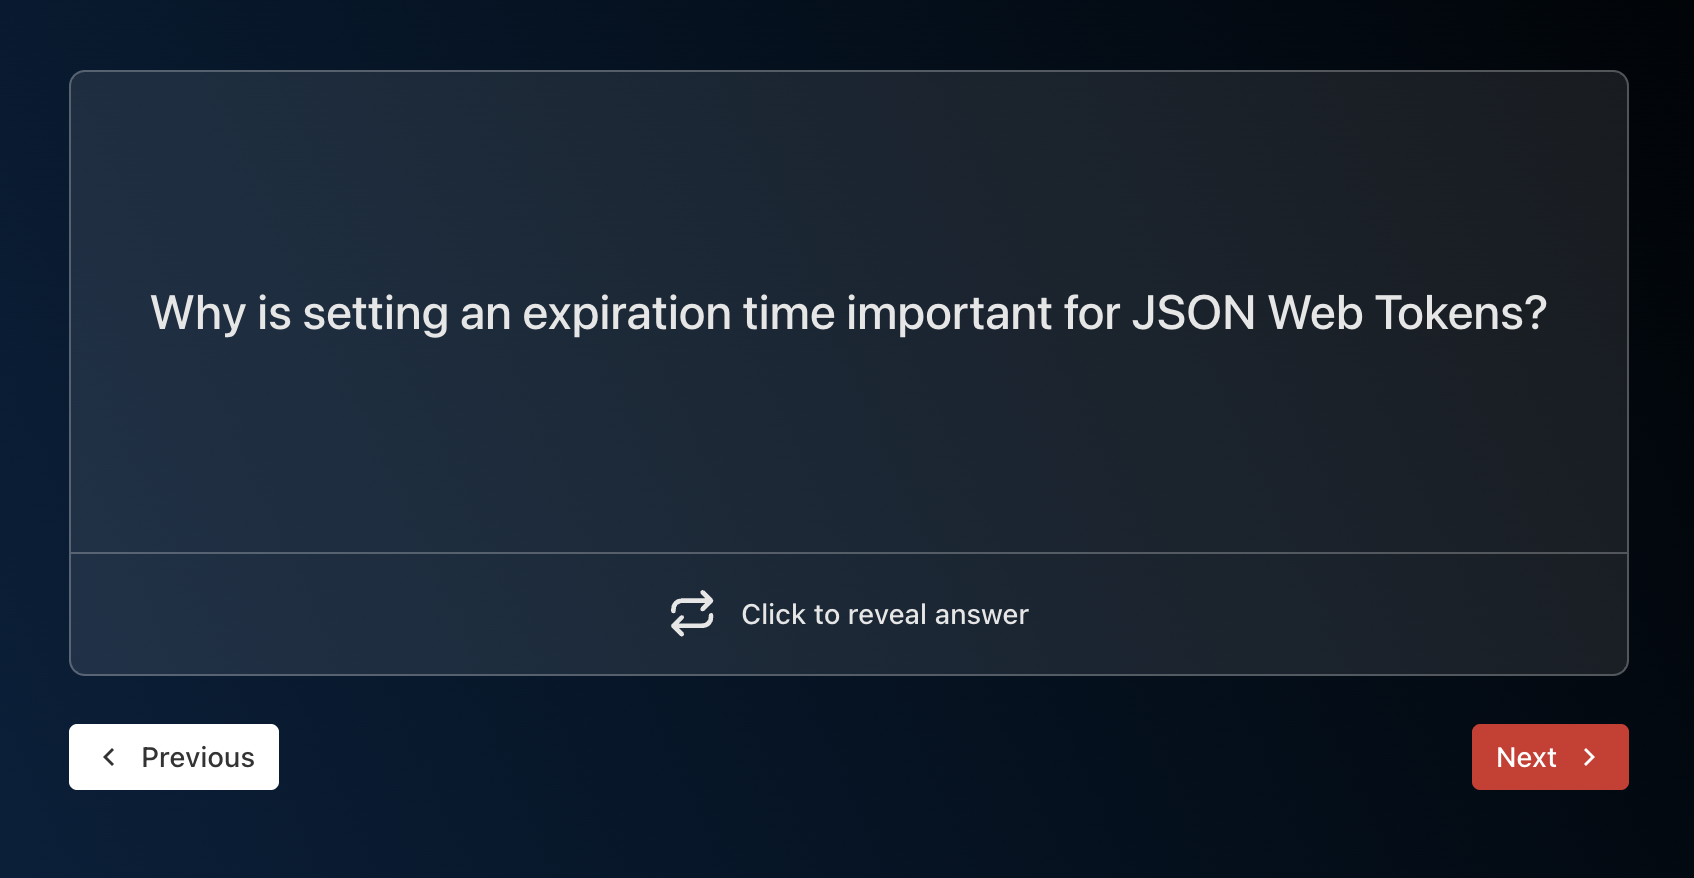 Why is setting an expiration time important for JSON Web Tokens?
Click to reveal answer
Previous
Next